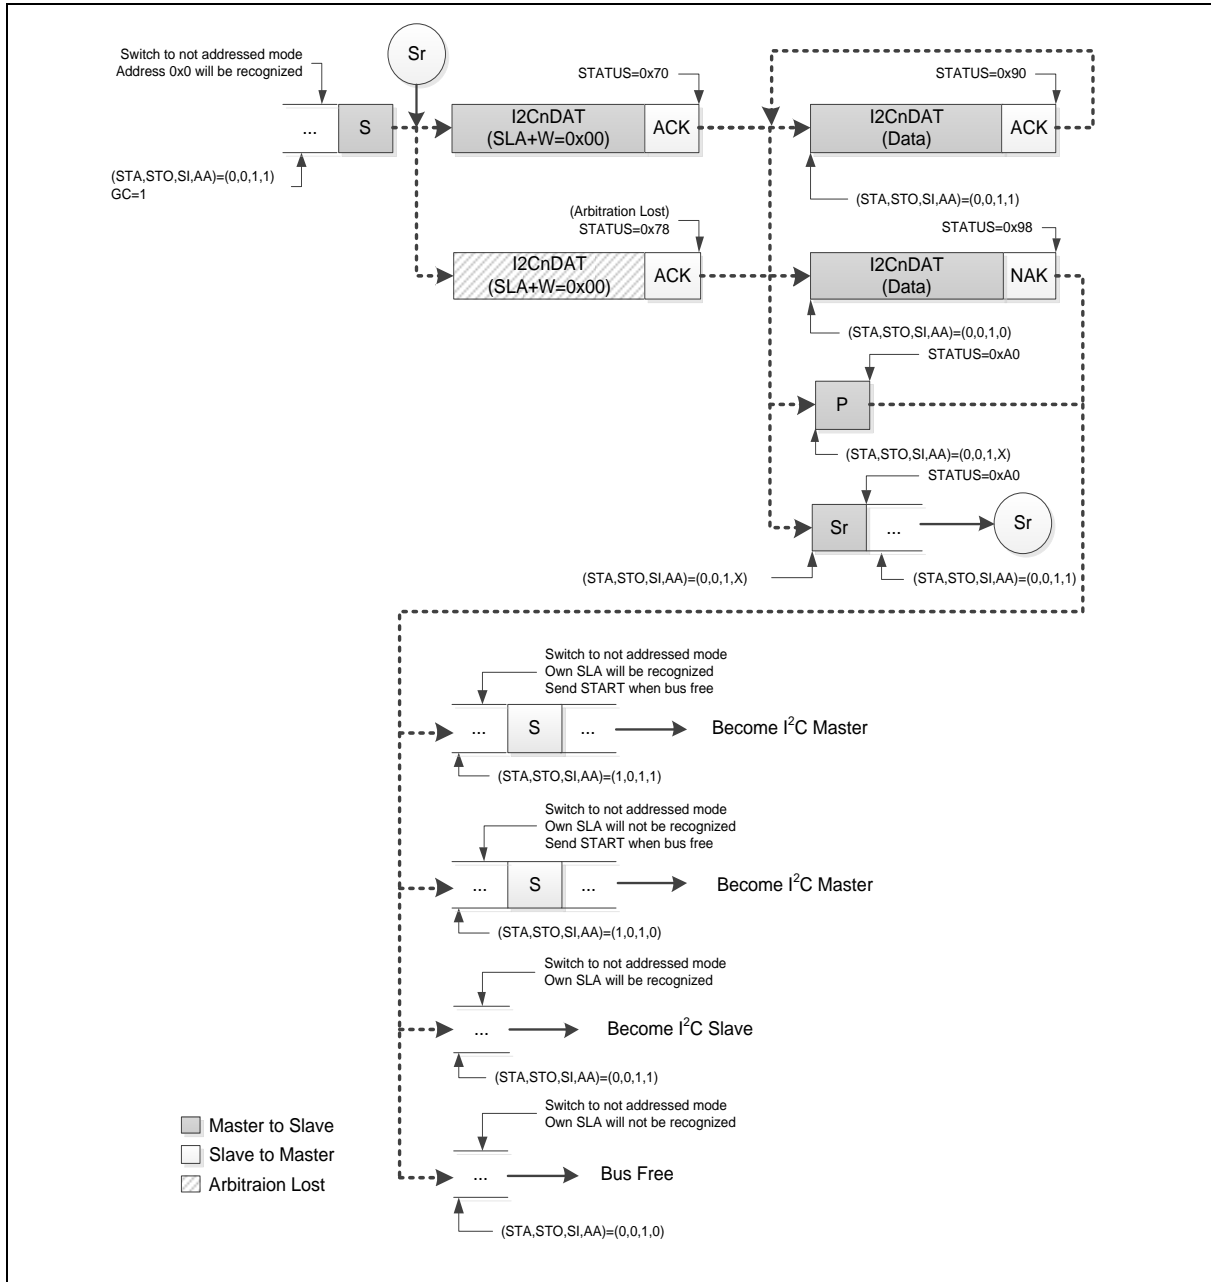 Switch to not addressed mode
Address 0x0 will be recognized
Sr
STATUS=0x70
STATUS=0x90
...
S
I2CnDAT
(SLA+W=0x00)
ACK
I2CnDAT
(Data)
ACK
(STA,STO,SI,AA)=(0,0,1,1)
GC=1
(STA,STO,SI,AA)=(0,0,1,1)
(Arbitration Lost)
STATUS=0x78
STATUS=0x98
I2CnDAT
(SLA+W=0x00)
ACK
I2CnDAT
(Data)
NAK
(STA,STO,SI,AA)=(0,0,1,0)
STATUS=0xA0
P
(STA,STO,SI,AA)=(0,0,1,X)
STATUS=0xA0
Sr
...
Sr
(STA,STO,SI,AA)=(0,0,1,X)
(STA,STO,SI,AA)=(0,0,1,1)
Switch to not addressed mode
Own SLA will be recognized
Send START when bus free
...
S
...
Become I²C Master
(STA,STO,SI,AA)=(1,0,1,1)
Switch to not addressed mode
Own SLA will not be recognized
Send START when bus free
...
S
...
Become I²C Master
(STA,STO,SI,AA)=(1,0,1,0)
Switch to not addressed mode
Own SLA will be recognized
...
Become I²C Slave
(STA,STO,SI,AA)=(0,0,1,1)
Switch to not addressed mode
Own SLA will not be recognized
...
Bus Free
(STA,STO,SI,AA)=(0,0,1,0)
Master to Slave
Slave to Master
Arbitraion Lost